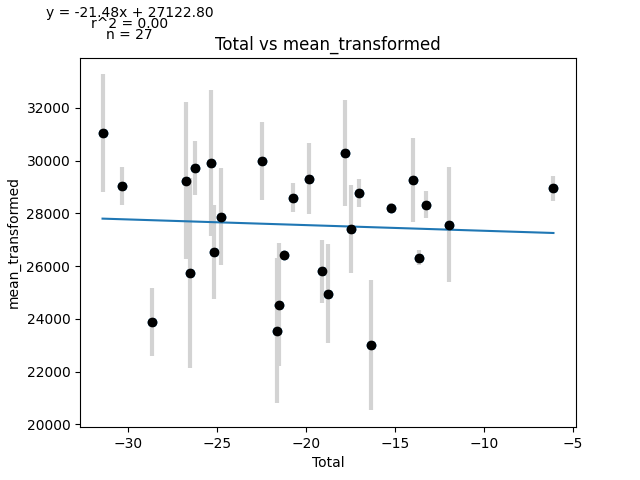 y = -21.48x + 27122.80
r^2 = 0.00
n = 27
Total vs mean_transformed
mean_transformed
32000
30000
28000
26000
24000
22000
20000
−30
−25
−20
−15
−10
−5
Total